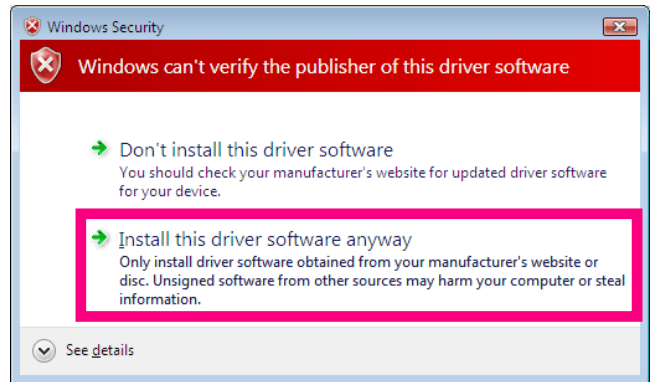 Windows Security
Windows can't verify the publisher of this driver software
Don't install this driver software
You should check your manufacturer's website for updated driver software
for your device.
Install this driver software anyway
Only install driver software obtained from your manufacturer's website or
disc. Unsigned software from other sources may harm your computer or steal
information.
See details